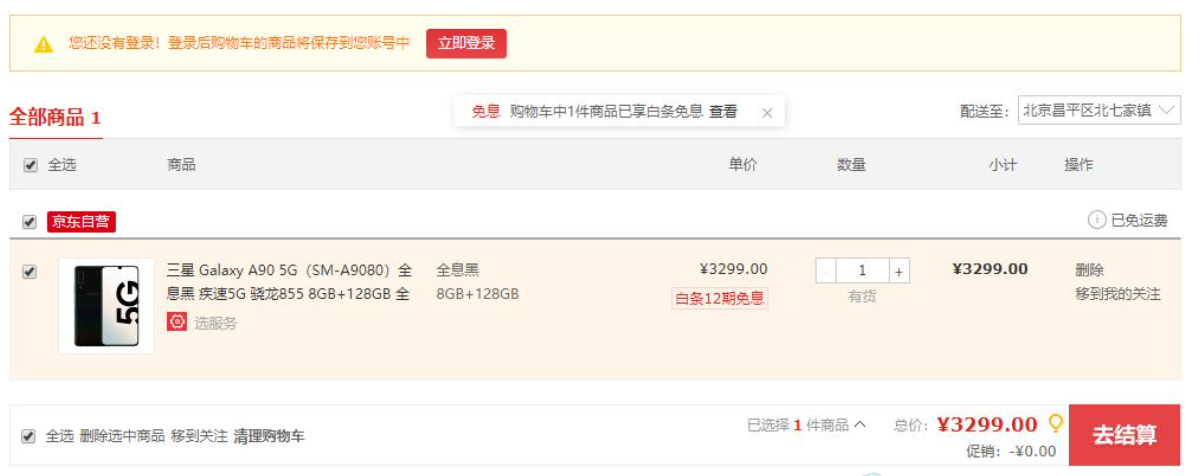 您还没有登录！登录后购物车的商品将保存到您账号中 立即登录
全部商品 1 免息 购物车中1件商品已享白条免息 查看 × 配送至： 北京昌平区北七家镇
全选 商品 单价 数量 小计 操作
京东自营 已免运费
三星 Galaxy A90 5G（SM-A9080）全 全息黑 ¥3299.00 - 1 + ¥3299.00 删除
息黑 疾速5G 骁龙855 8GB+128GB 全 8GB+128GB 白条12期免息 有货 移到我的关注
5G
选服务
全选 删除选中商品 移到关注 清理购物车 已选择 1 件商品 总价： ¥3299.00 去结算
促销： -¥0.00